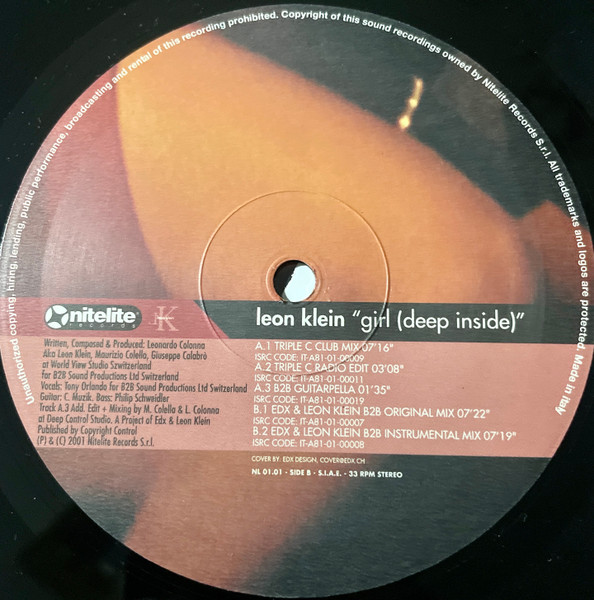 Unauthorized copying, hiring, lending, public performance, broadcasting and rental of this recording prohibited. Copyright of this sound recordings owned by Nitelite Records S.r.l. All trademarks and logos are protected. Made in Italy
nitelite
records
K
leon klein "girl (deep inside)"
Written, Composed & Produced: Leonardo Colonna
Aka Leon Klein, Maurizio Colello, Giuseppe Calabrò
at World View Studio Szwitzerland
for B2B Sound Productions Ltd Switzerland
Vocals: Tony Orlando for B2B Sound Productions Ltd Switzerland
Guitar: C. Muzik. Bass: Philip Schweidler
Track A.3 Add. Edit + Mixing by M. Colello & L. Colonna
at Deep Control Studio, A Project of Edx & Leon Klein
Published by Copyright Control
(P) & (C) 2001 Nitelite Records S.r.l.
A.1 TRIPLE C CLUB MIX 07'16"
ISRC CODE: IT-A81-01-00009
A.2 TRIPLE C RADIO EDIT 03'08"
ISRC CODE: IT-A81-01-00011
A.3 B2B GUITARPELLA 01'35"
ISRC CODE: IT-A81-01-00019
B.1 EDX & LEON KLEIN B2B ORIGINAL MIX 07'22"
ISRC CODE: IT-A81-01-00007
B.2 EDX & LEON KLEIN B2B INSTRUMENTAL MIX 07'19"
ISRC CODE: IT-A81-01-00008
COVER BY: EDX DESIGN, COVER@EDX.CH
NL 01.01 - SIDE B - S.I.A.E. - 33 RPM STEREO